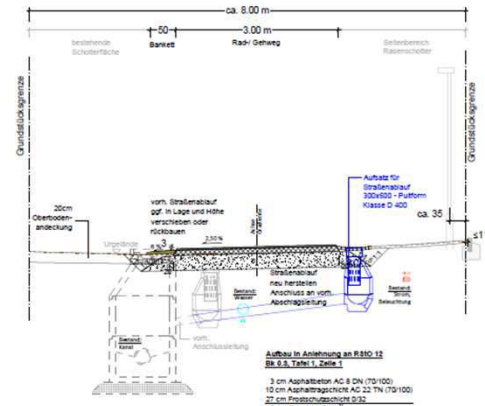 ca. 8.00 m
50
3.00 m
bestehende
Schotterfläche
Bankett
Rad-/ Gehweg
Seitenbereich
Rasenschotter
Grundstücksgrenze
Grundstücksgrenze
Aufsatz für
Straßenablauf
300x500 - Pultform
Klasse D 400
20cm
Oberboden-
andeckung
vorh. Straßenablauf
ggf. in Lage und Höhe
verschieben oder
rückbauen
ca. 35
Urgelände
3
2,50 %
≤1
Straßenablauf
neu herstellen
Anschluss an vorh.
Abschlagsleitung
Bestand:
Wasser
Bestand:
Strom,
Beleuchtung
Bestand:
Kanal
vorh.
Anschlussleitung
Aufbau in Anlehnung an RStO 12
Bk 0.3, Tafel 1, Zeile 1
3 cm Asphaltbeton AC 8 DN (70/100)
10 cm Asphalttragschicht AC 22 TN (70/100)
27 cm Frostschutzschicht 0/32